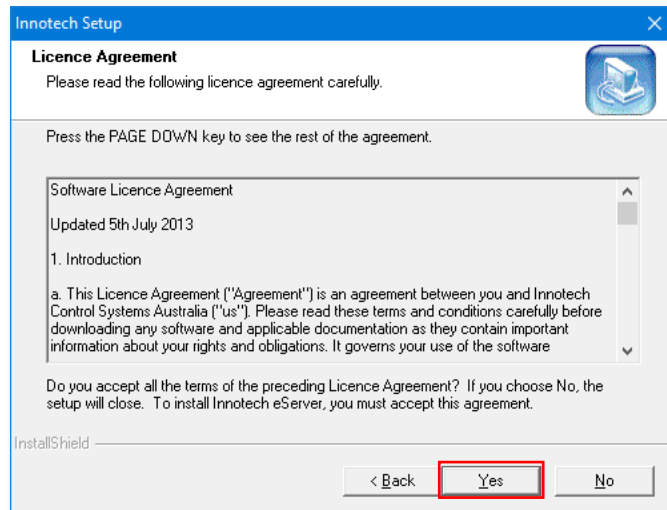 Innotech Setup
Licence Agreement
Please read the following licence agreement carefully.
Press the PAGE DOWN key to see the rest of the agreement.
Software Licence Agreement
Updated 5th July 2013
1. Introduction
a. This Licence Agreement ("Agreement") is an agreement between you and Innotech
Control Systems Australia ("us"). Please read these terms and conditions carefully before
downloading any software and applicable documentation as they contain important
information about your rights and obligations. It governs your use of the software
Do you accept all the terms of the preceding Licence Agreement? If you choose No, the
setup will close. To install Innotech eServer, you must accept this agreement.
InstallShield
< Back Yes No